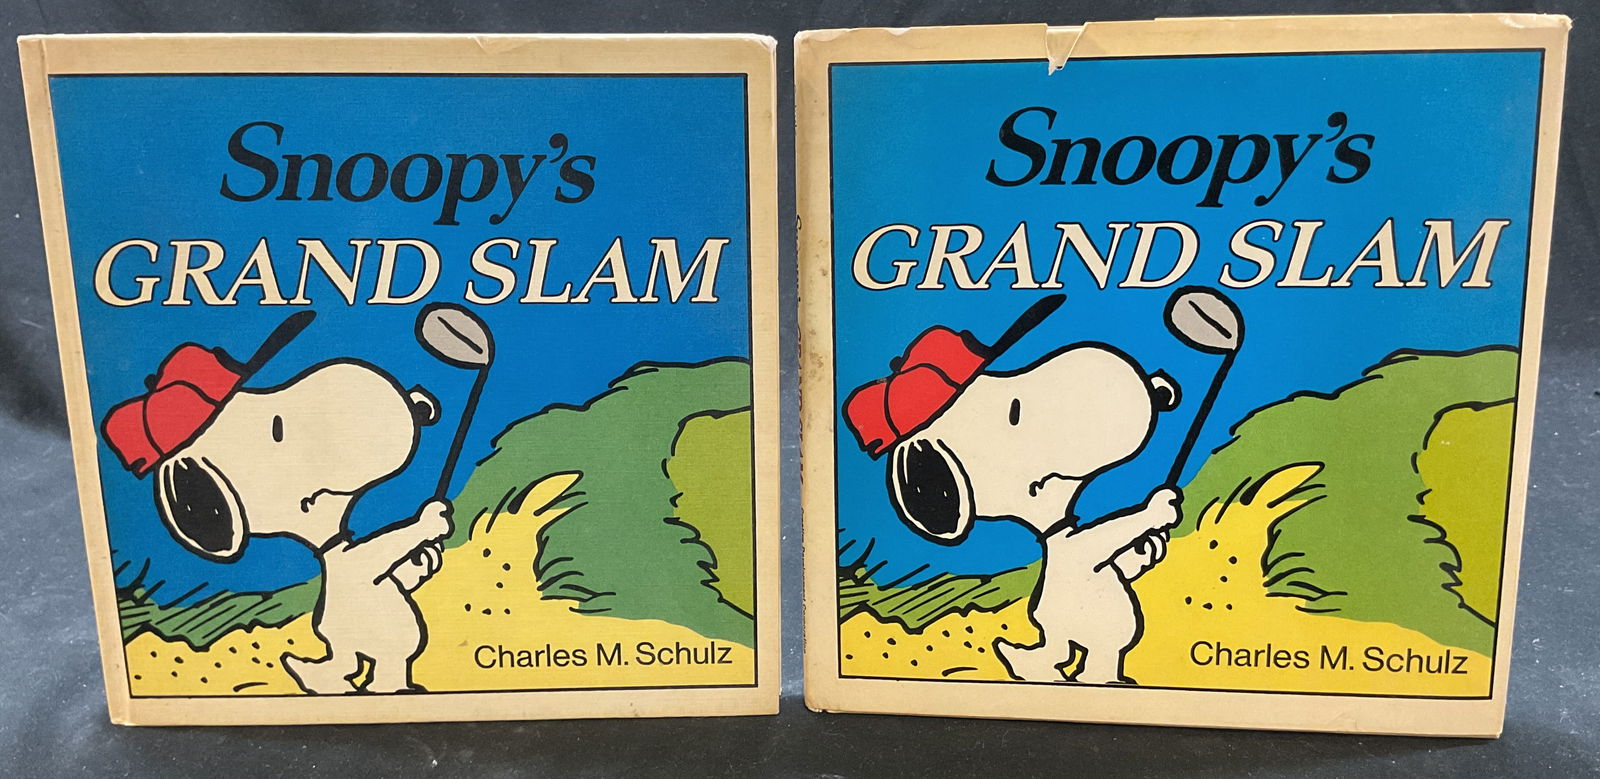 Snoopy's
GRAND SLAM
Charles M. Schulz
Snoopy's
GRAND SLAM
Charles M. Schulz